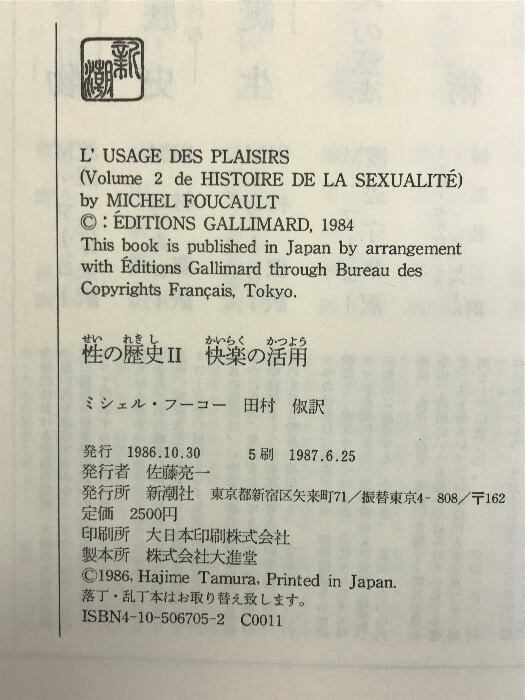 新潮
L' USAGE DES PLAISIRS
(Volume 2 de HISTOIRE DE LA SEXUALITÉ)
by MICHEL FOUCAULT
©: ÉDITIONS GALLIMARD, 1984
This book is published in Japan by arrangement
with Éditions Gallimard through Bureau des
Copyrights Français, Tokyo.
せい れきし かいらく かつよう
性の歴史II 快楽の活用
ミシェル・フーコー 田村 俶訳
発行 1986.10.30 5刷 1987.6.25
発行者 佐藤亮一
発行所 新潮社 東京都新宿区矢来町71/振替東京4-808/〒162
定価 2500円
印刷所 大日本印刷株式会社
製本所 株式会社大進堂
©1986, Hajime Tamura, Printed in Japan.
落丁・乱丁本はお取り替え致します。
ISBN4-10-506705-2 C0011